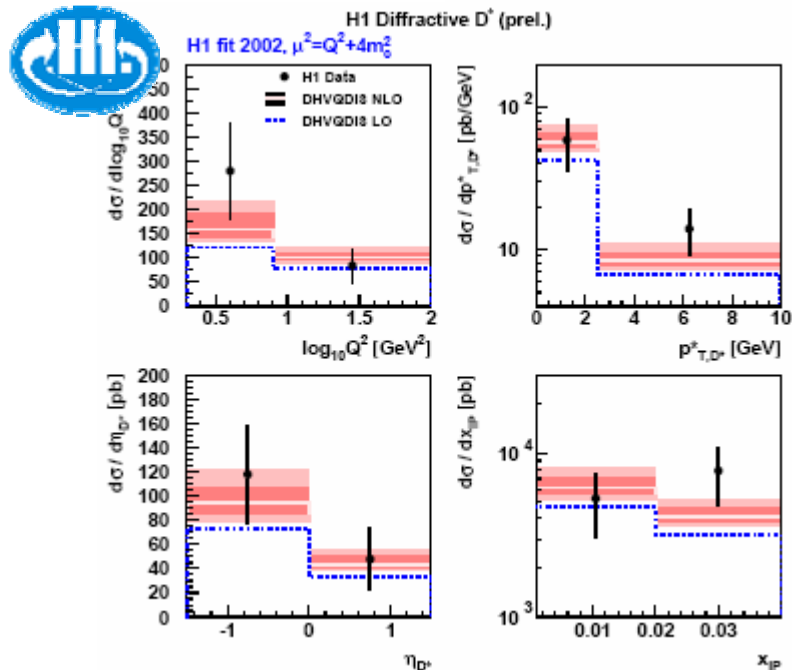 H1 Diffractive D* (prel.)
H1 fit 2002, μ²=Q²+4m²c
H1
H1 Data
DHVQDIS NLO
DHVQDIS LO
dσ / dlog₁₀Q
50
450
400
350
300
250
200
150
100
50
0
0.5 1 1.5 2
log₁₀Q² [GeV²]
dσ / dp*T,D* [pb/GeV]
10²
10
0 2 4 6 8 10
p*T,D* [GeV]
dσ / dηD* [pb]
200
180
160
140
120
100
80
60
40
20
0
-1 0 1
ηD*
dσ / dxIP [pb]
10⁴
10³
0.01 0.02 0.03
xIP